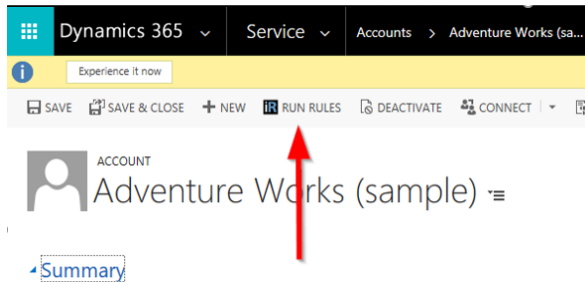 Dynamics 365 Service Accounts > Adventure Works (sa...
i Experience it now
SAVE SAVE & CLOSE + NEW iR RUN RULES DEACTIVATE CONNECT
ACCOUNT
Adventure Works (sample)
Summary